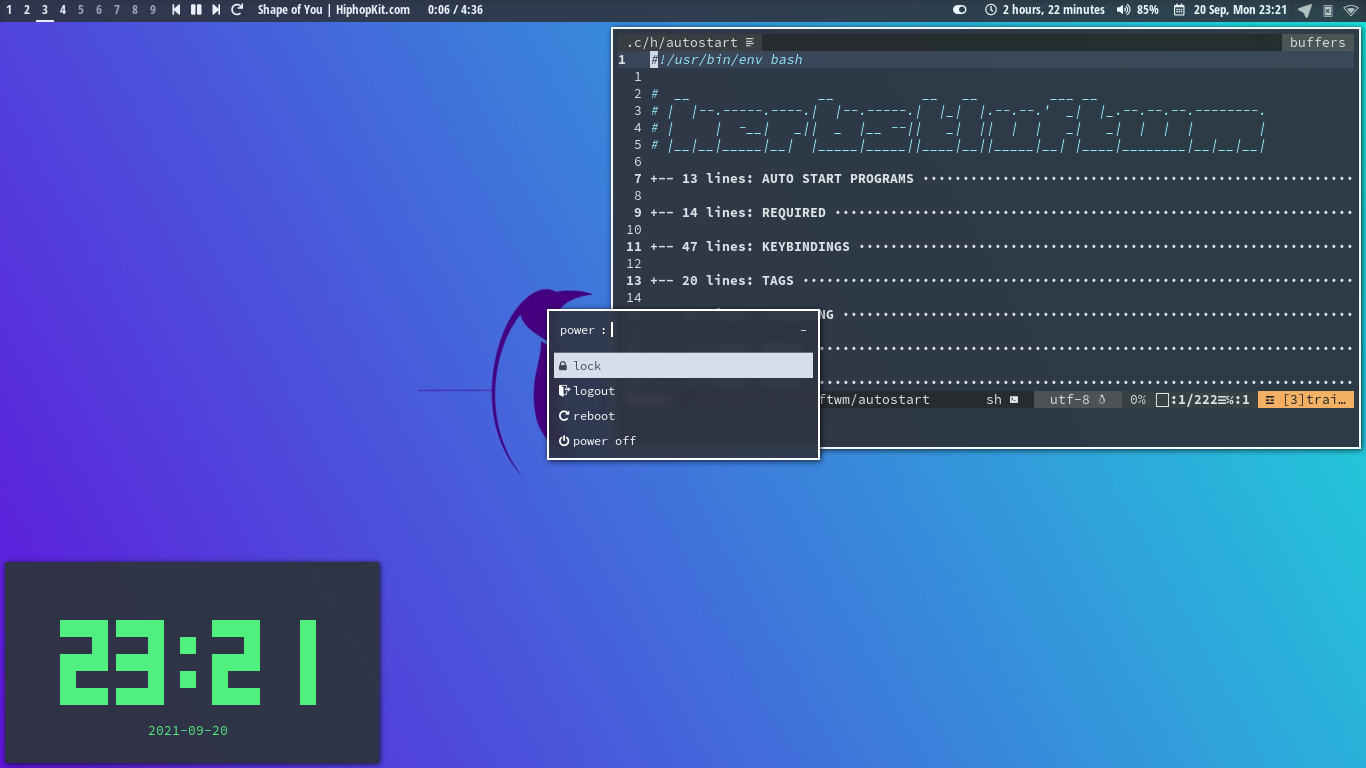 1 2 3 4 5 6 7 8 9 Shape of You | HiphopKit.com 0:06 / 4:36 2 hours, 22 minutes 85% 20 Sep, Mon 23:21
.c/h/autostart buffers
1 #!/usr/bin/env bash
1
2 #
3 #
4 #
5 #
6
7 +-- 13 lines: AUTO START PROGRAMS
8
9 +-- 14 lines: REQUIRED
10
11 +-- 47 lines: KEYBINDINGS
12
13 +-- 20 lines: TAGS
14
NG
ftwm/autostart sh utf-8 0% :1/222 :1 [3]trai…
power :
lock
logout
reboot
power off
23:21
2021-09-20